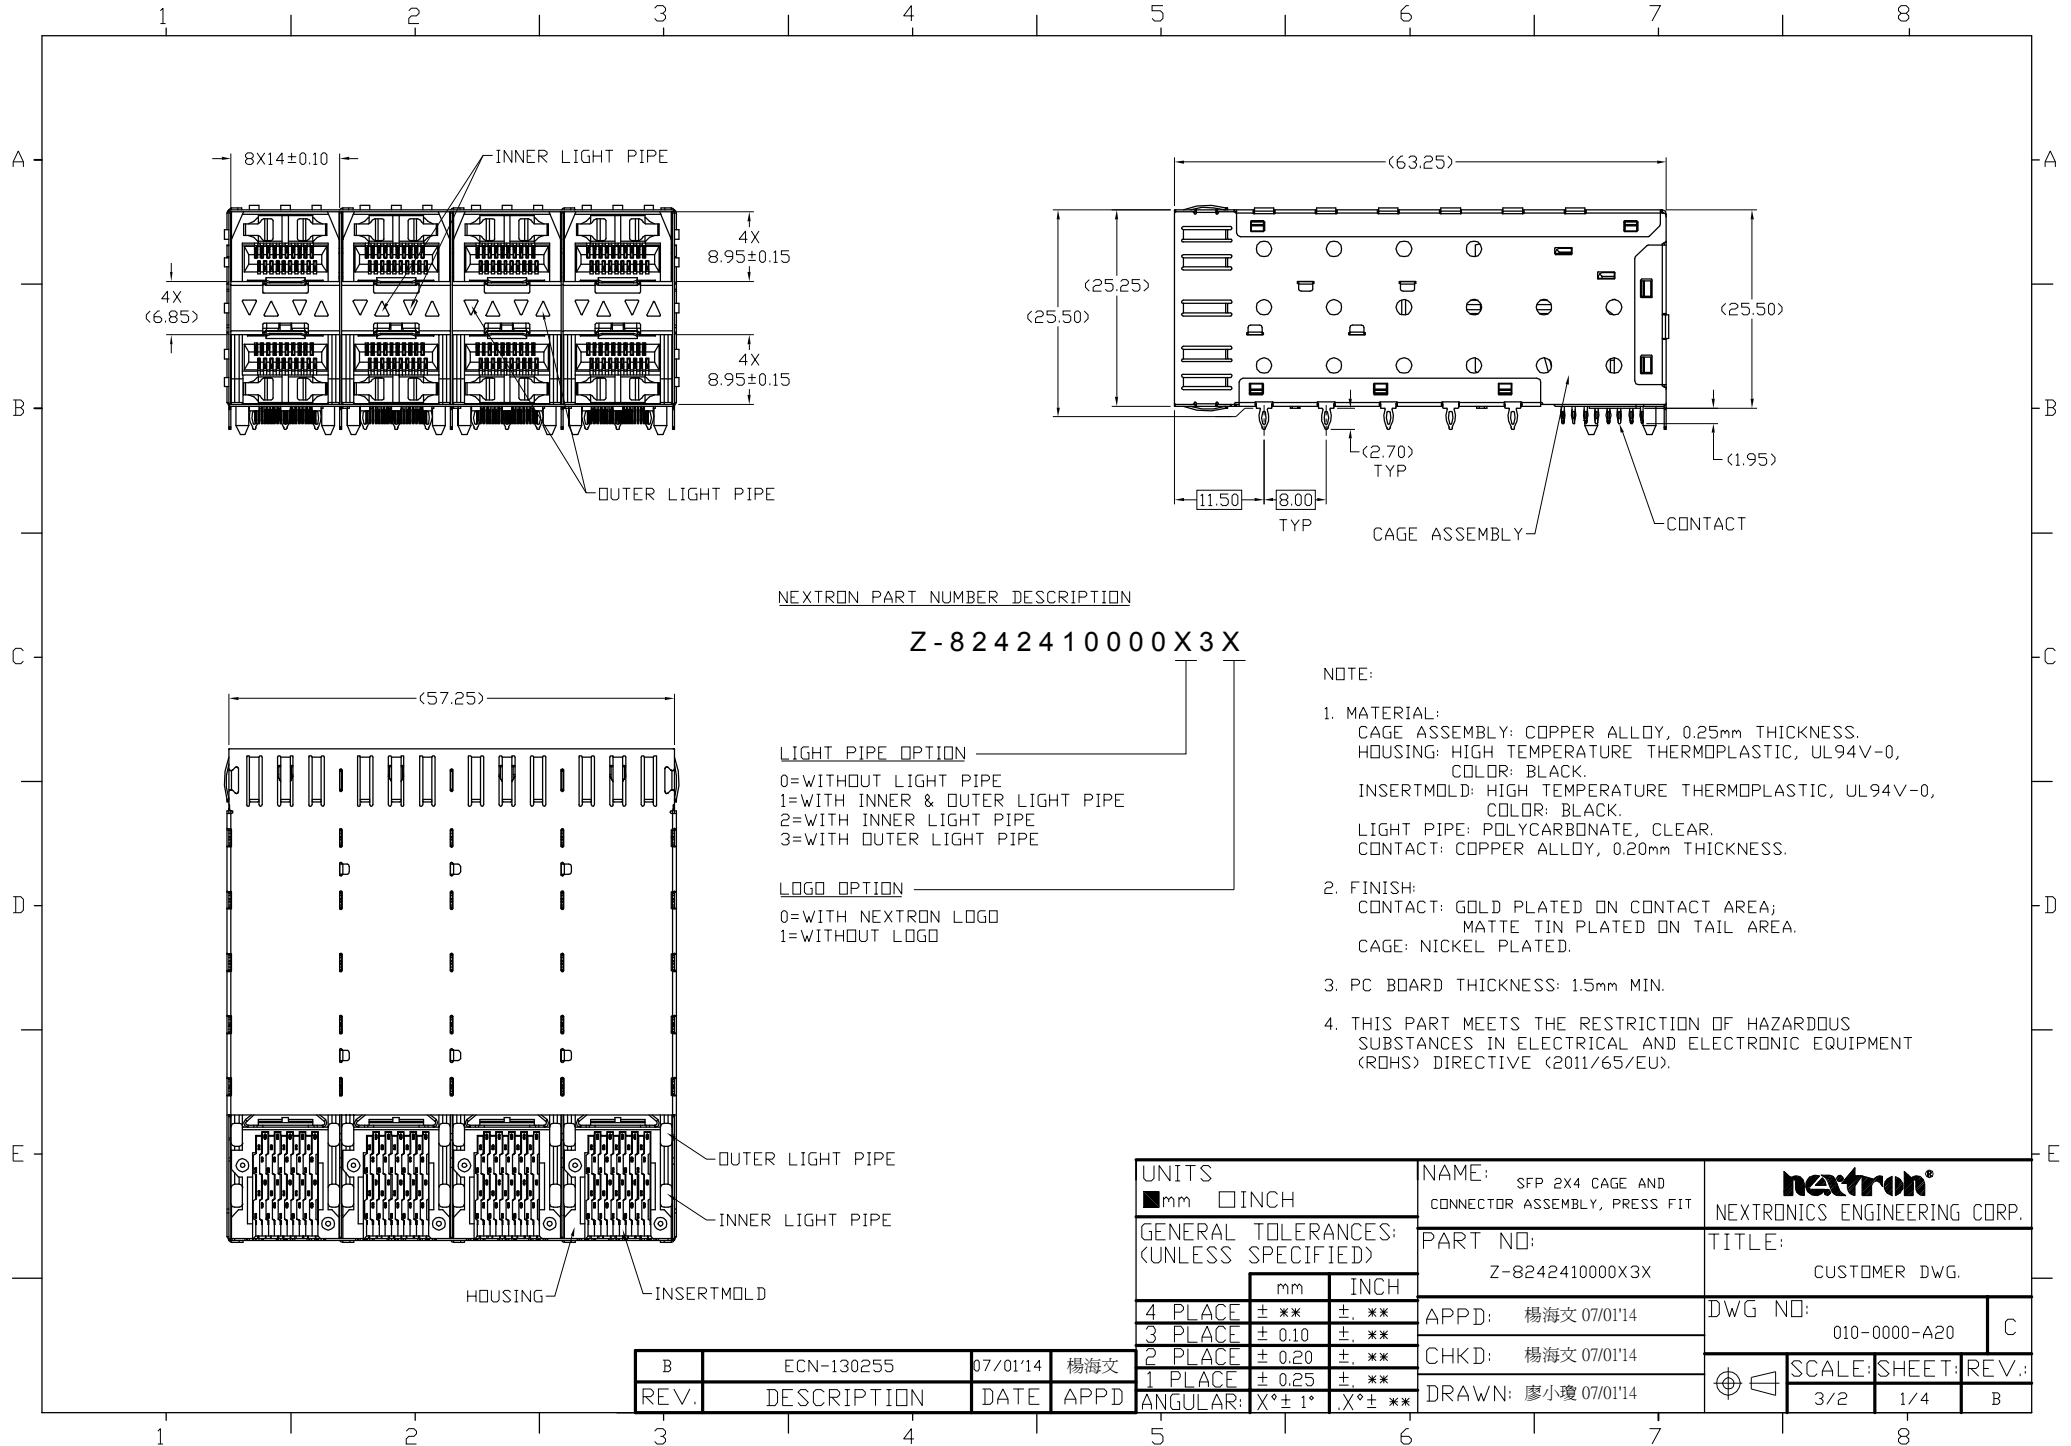 1 2 3 4 5 6 7 8
A
B
C
D
E
A
B
C
D
E
8X14±0.10
INNER LIGHT PIPE
4X
8.95±0.15
4X
(6.85)
4X
8.95±0.15
OUTER LIGHT PIPE
(63.25)
(25.25)
(25.50)
(25.50)
(2.70)
TYP
(1.95)
11.50
8.00
TYP
CAGE ASSEMBLY
CONTACT
NEXTRON PART NUMBER DESCRIPTION
Z-8242410000X3X
LIGHT PIPE OPTION
0=WITHOUT LIGHT PIPE
1=WITH INNER & OUTER LIGHT PIPE
2=WITH INNER LIGHT PIPE
3=WITH OUTER LIGHT PIPE
LOGO OPTION
0=WITH NEXTRON LOGO
1=WITHOUT LOGO
(57.25)
OUTER LIGHT PIPE
INNER LIGHT PIPE
HOUSING
INSERTMOLD
NOTE:
1. MATERIAL:
CAGE ASSEMBLY: COPPER ALLOY, 0.25mm THICKNESS.
HOUSING: HIGH TEMPERATURE THERMOPLASTIC, UL94V-0,
COLOR: BLACK.
INSERTMOLD: HIGH TEMPERATURE THERMOPLASTIC, UL94V-0,
COLOR: BLACK.
LIGHT PIPE: POLYCARBONATE, CLEAR.
CONTACT: COPPER ALLOY, 0.20mm THICKNESS.
2. FINISH:
CONTACT: GOLD PLATED ON CONTACT AREA;
MATTE TIN PLATED ON TAIL AREA.
CAGE: NICKEL PLATED.
3. PC BOARD THICKNESS: 1.5mm MIN.
4. THIS PART MEETS THE RESTRICTION OF HAZARDOUS
SUBSTANCES IN ELECTRICAL AND ELECTRONIC EQUIPMENT
(ROHS) DIRECTIVE (2011/65/EU).
UNITS
mm INCH
GENERAL TOLERANCES:
(UNLESS SPECIFIED)
mm INCH
4 PLACE ± ** ±. **
3 PLACE ± 0.10 ±. **
2 PLACE ± 0.20 ±. **
1 PLACE ± 0.25 ±. **
ANGULAR: X°± 1° .X°± **
NAME: SFP 2X4 CAGE AND
CONNECTOR ASSEMBLY, PRESS FIT
PART NO:
Z-8242410000X3X
APPD: 楊海文 07/01'14
CHKD: 楊海文 07/01'14
DRAWN: 廖小瓊 07/01'14
nextron®
NEXTRONICS ENGINEERING CORP.
TITLE:
CUSTOMER DWG.
DWG NO:
010-0000-A20 C
SCALE: SHEET: REV.:
3/2 1/4 B
B ECN-130255 07/01'14 楊海文
REV. DESCRIPTION DATE APPD
1 2 3 4 5 6 7 8